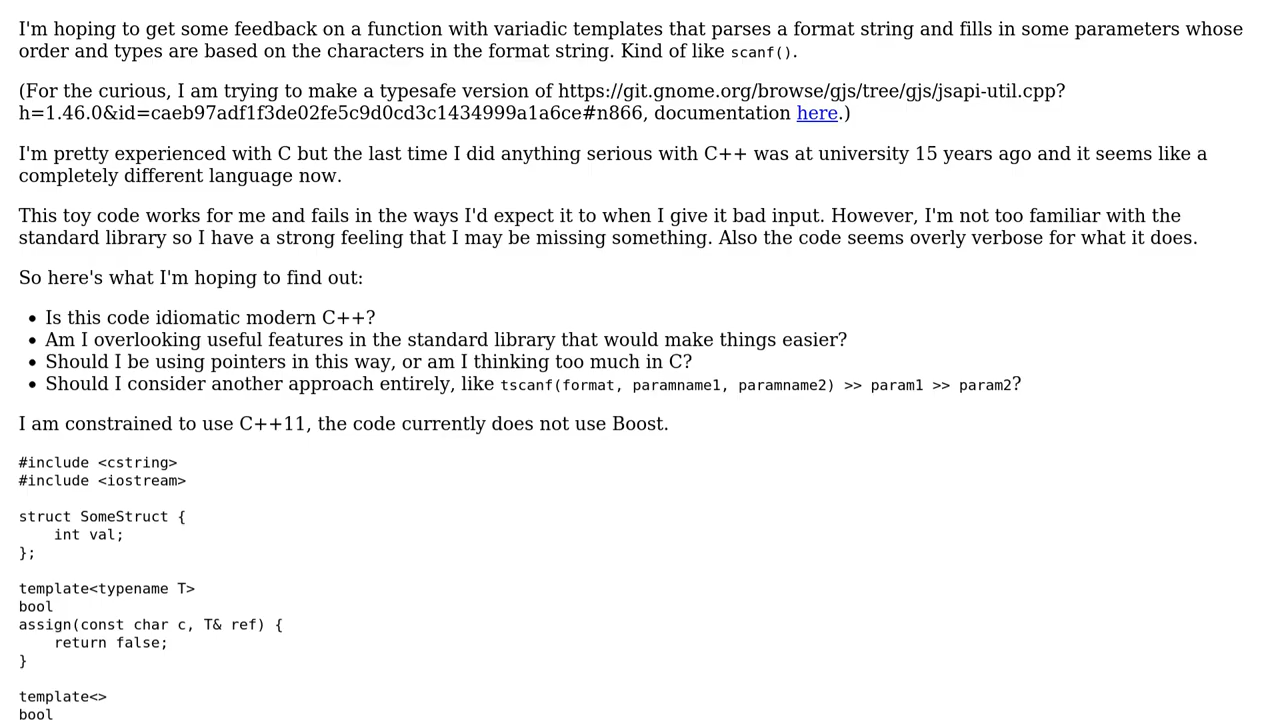 I'm hoping to get some feedback on a function with variadic templates that parses a format string and fills in some parameters whose
order and types are based on the characters in the format string. Kind of like scanf().
(For the curious, I am trying to make a typesafe version of https://git.gnome.org/browse/gjs/tree/gjs/jsapi-util.cpp?
h=1.46.0&id=caeb97adf1f3de02fe5c9d0cd3c1434999a1a6ce#n866, documentation here.)
I'm pretty experienced with C but the last time I did anything serious with C++ was at university 15 years ago and it seems like a
completely different language now.
This toy code works for me and fails in the ways I'd expect it to when I give it bad input. However, I'm not too familiar with the
standard library so I have a strong feeling that I may be missing something. Also the code seems overly verbose for what it does.
So here's what I'm hoping to find out:
• Is this code idiomatic modern C++?
• Am I overlooking useful features in the standard library that would make things easier?
• Should I be using pointers in this way, or am I thinking too much in C?
• Should I consider another approach entirely, like tscanf(format, paramname1, paramname2) >> param1 >> param2?
I am constrained to use C++11, the code currently does not use Boost.
#include <cstring>
#include <iostream>
struct SomeStruct {
    int val;
};
template<typename T>
bool
assign(const char c, T& ref) {
    return false;
}
template<>
bool